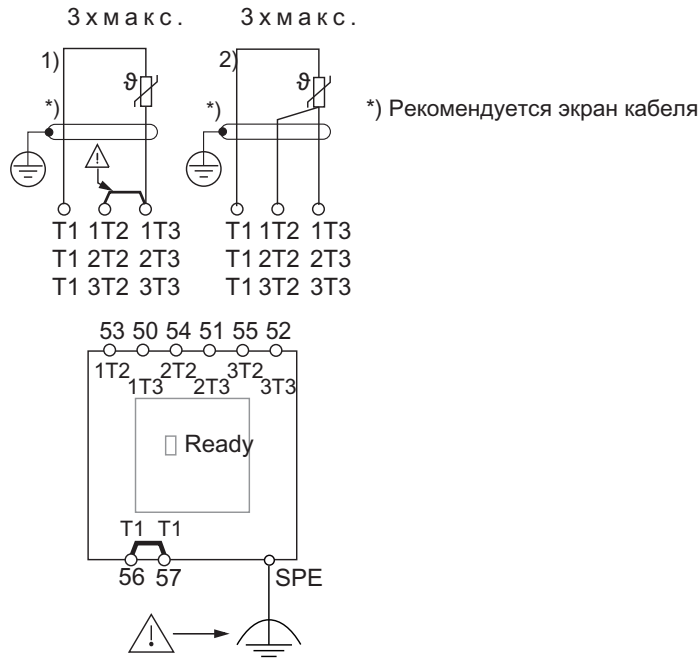 3 x макс. 3 x макс.
1) 2)
ϑ ϑ
*) *) *) Рекомендуется экран кабеля
T1 1T2 1T3 T1 1T2 1T3
T1 2T2 2T3 T1 2T2 2T3
T1 3T2 3T3 T1 3T2 3T3
53 50 54 51 55 52
1T2 2T2 3T2
1T3 2T3 3T3
Ready
T1 T1
56 57 SPE